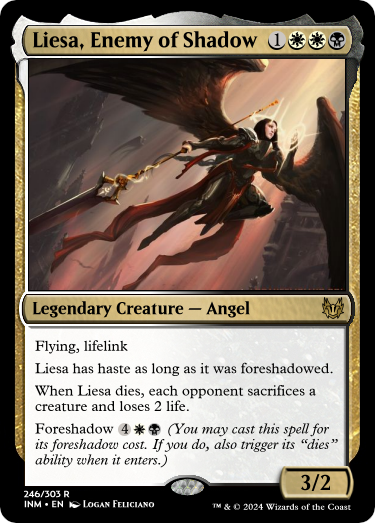 Liesa, Enemy of Shadow 1
Legendary Creature — Angel
Flying, lifelink
Liesa has haste as long as it was foreshadowed.
When Liesa dies, each opponent sacrifices a
creature and loses 2 life.
Foreshadow 4 (You may cast this spell for
its foreshadow cost. If you do, also trigger its “dies”
ability when it enters.)
3/2
246/303 R
INM • EN LOGAN FELICIANO
™ & © 2024 Wizards of the Coast